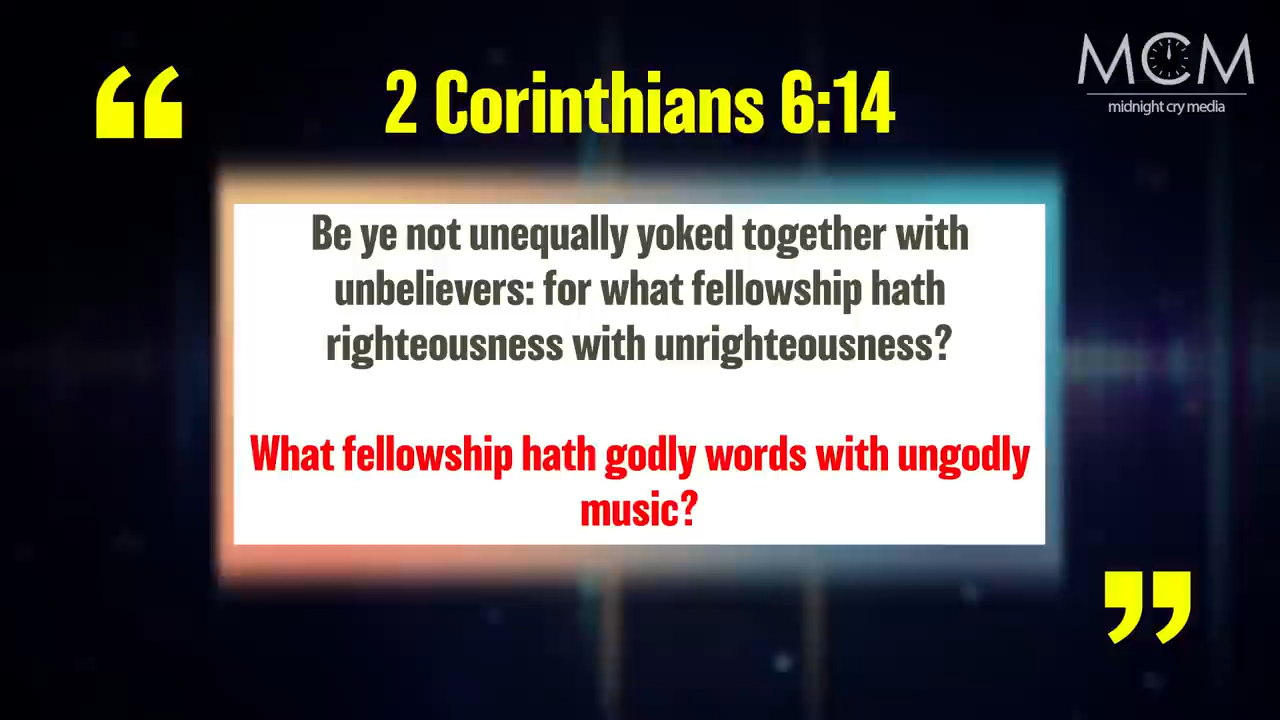 MCM
midnight cry media
“
2 Corinthians 6:14
Be ye not unequally yoked together with
unbelievers: for what fellowship hath
righteousness with unrighteousness?
What fellowship hath godly words with ungodly
music?
”